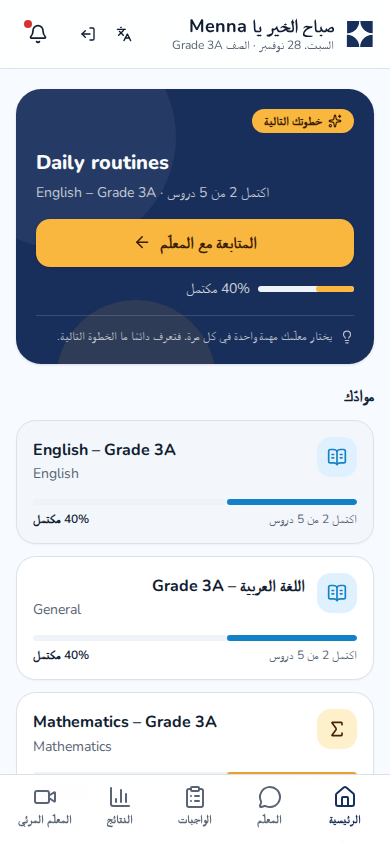 صباح الخير يا Menna
السبت، 28 نوفمبر · الصف Grade 3A
خطوتك التالية
Daily routines
English – Grade 3A · اكتمل 2 من 5 دروس
المتابعة مع المعلّم
40% مكتمل
يختار معلّمك مهمة واحدة في كل مرة. فتعرف دائمًا ما الخطوة التالية.
موادّك
English – Grade 3A
English
اكتمل 2 من 5 دروس
40% مكتمل
اللغة العربية – Grade 3A
General
اكتمل 2 من 5 دروس
40% مكتمل
Mathematics – Grade 3A
Mathematics
الرئيسية
المعلّم
الواجبات
النتائج
المعلّم المرئي